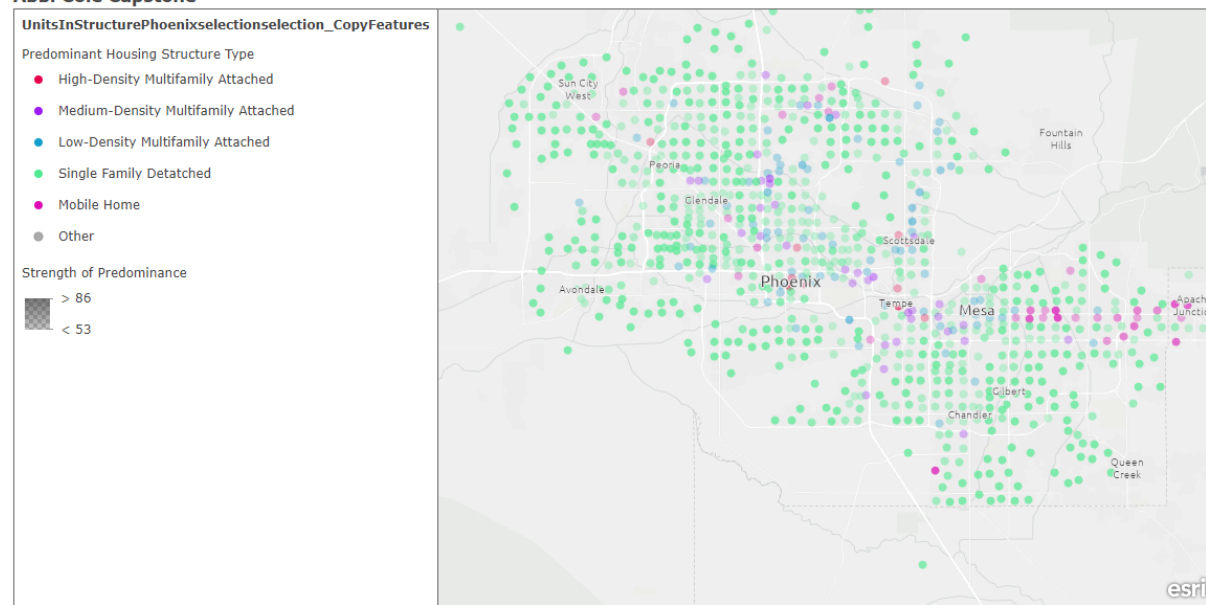 UnitsInStructurePhoenixselectionselection_CopyFeatures
Predominant Housing Structure Type
High-Density Multifamily Attached
Medium-Density Multifamily Attached
Low-Density Multifamily Attached
Single Family Detatched
Mobile Home
Other
Strength of Predominance
> 86
< 53
Sun City
West
Fountain
Hills
Peoria
Glendale
Scottsdale
Phoenix
Avondale
Tempe
Mesa
Apach
Junctio
Gilbert
Chandler
Queen
Creek
esri